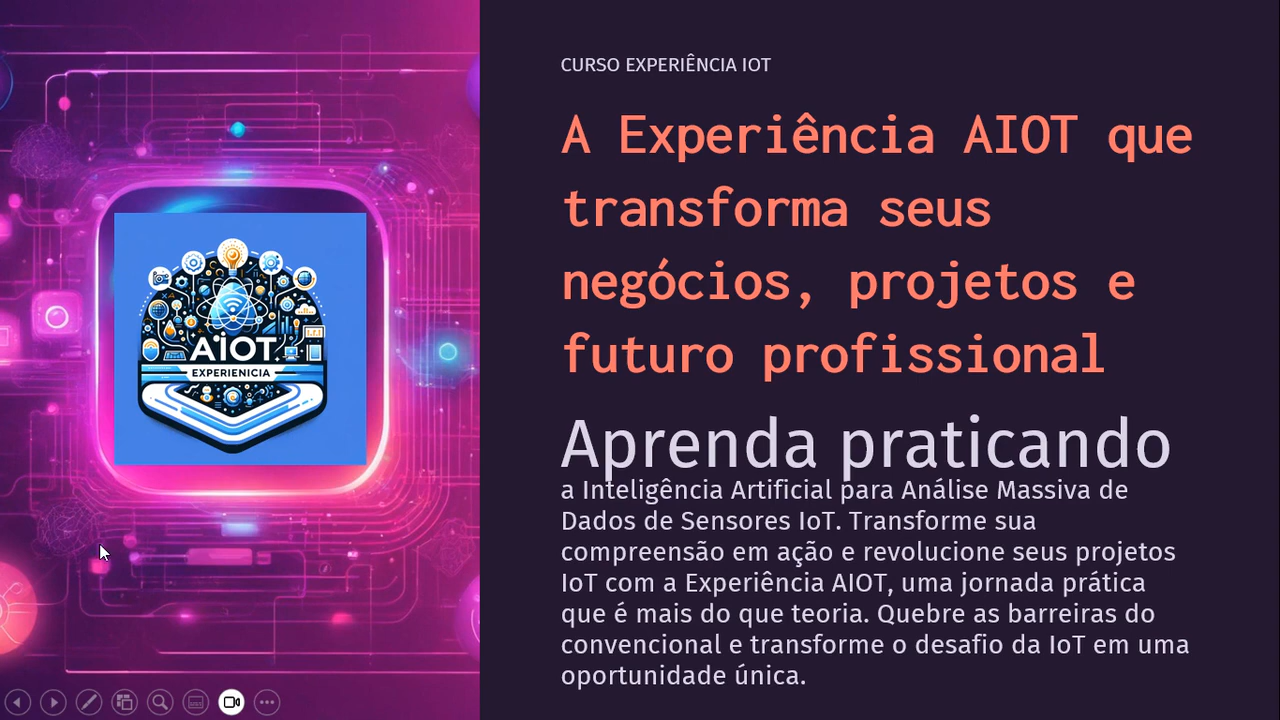 CURSO EXPERIÊNCIA IOT
A Experiência AIOT que
transforma seus
negócios, projetos e
futuro profissional
Aprenda praticando
a Inteligência Artificial para Análise Massiva de
Dados de Sensores IoT. Transforme sua
compreensão em ação e revolucione seus projetos
IoT com a Experiência AIOT, uma jornada prática
que é mais do que teoria. Quebre as barreiras do
convencional e transforme o desafio da IoT em uma
oportunidade única.
AIOT
EXPERIENICIA